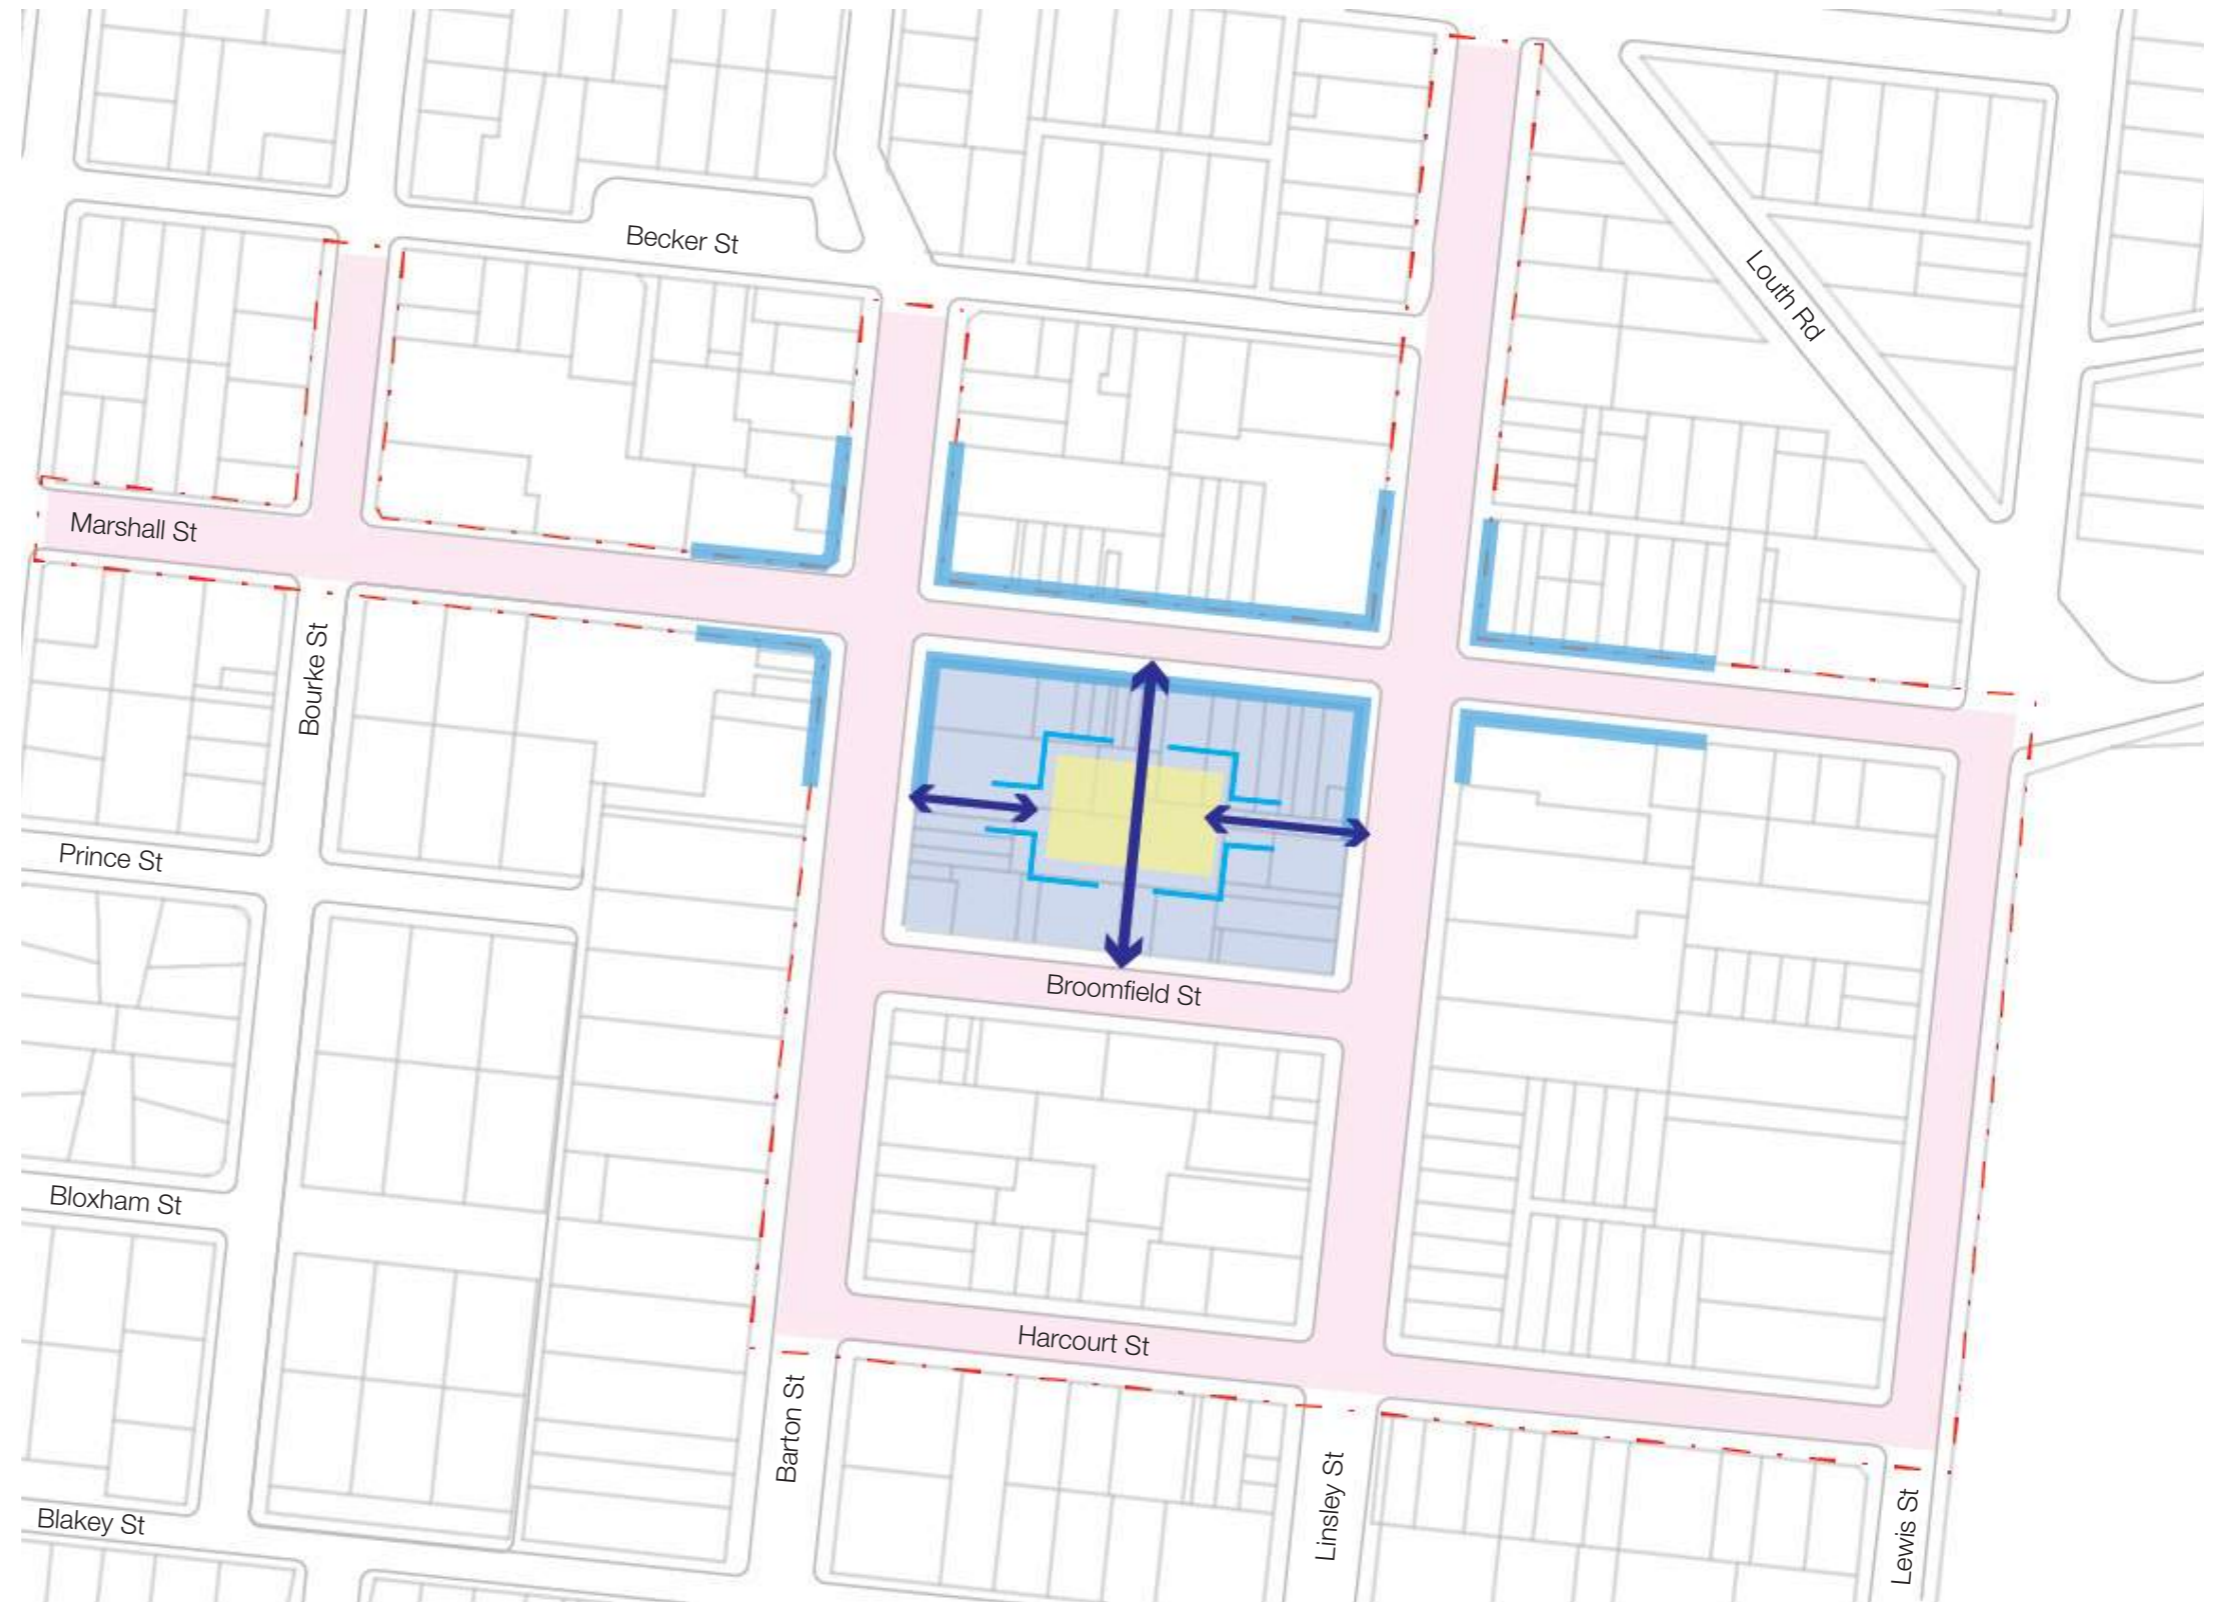 Becker St
Louth Rd
Marshall St
Bourke St
Prince St
Broomfield St
Bloxham St
Harcourt St
Barton St
Linsley St
Lewis St
Blakey St